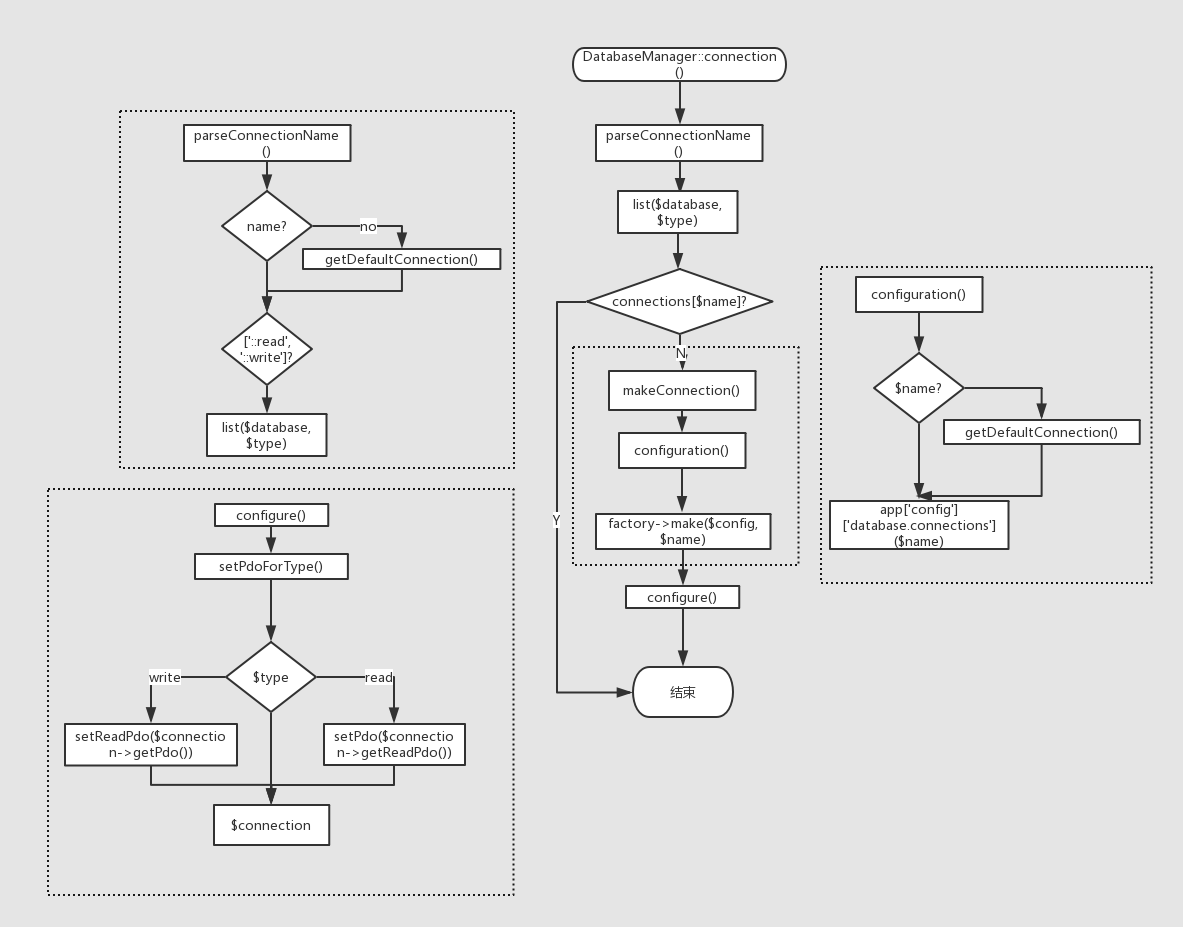 DatabaseManager::connection
()
parseConnectionName
()
list($database,
$type)
connections[$name]?
N
makeConnection()
configuration()
factory->make($config,
$name)
configure()
Y
结束
parseConnectionName
()
name?
no
getDefaultConnection()
['::read',
'::write']?
list($database,
$type)
configure()
setPdoForType()
$type
write
read
setReadPdo($connectio
n->getPdo())
setPdo($connectio
n->getReadPdo())
$connection
configuration()
$name?
getDefaultConnection()
app['config']
['database.connections']
($name)